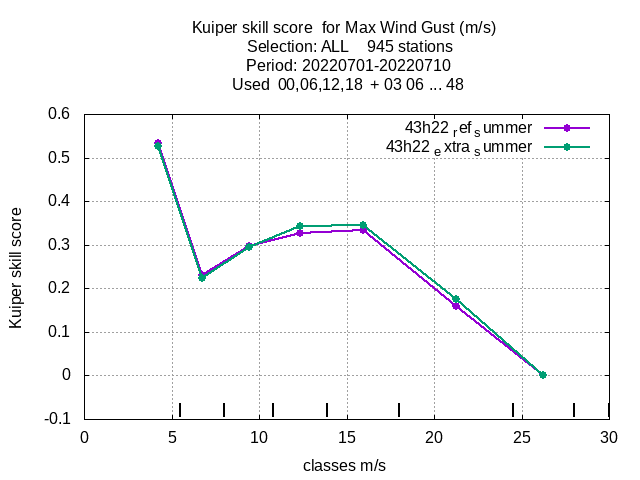 Kuiper skill score  for Max Wind Gust (m/s)
Selection: ALL    945 stations
Period: 20220701-20220710
Used  00,06,12,18  + 03 06 ... 48
43h22 ref summer
43h22 extra summer
Kuiper skill score
0.6
0.5
0.4
0.3
0.2
0.1
0
-0.1
0 5 10 15 20 25 30
classes m/s